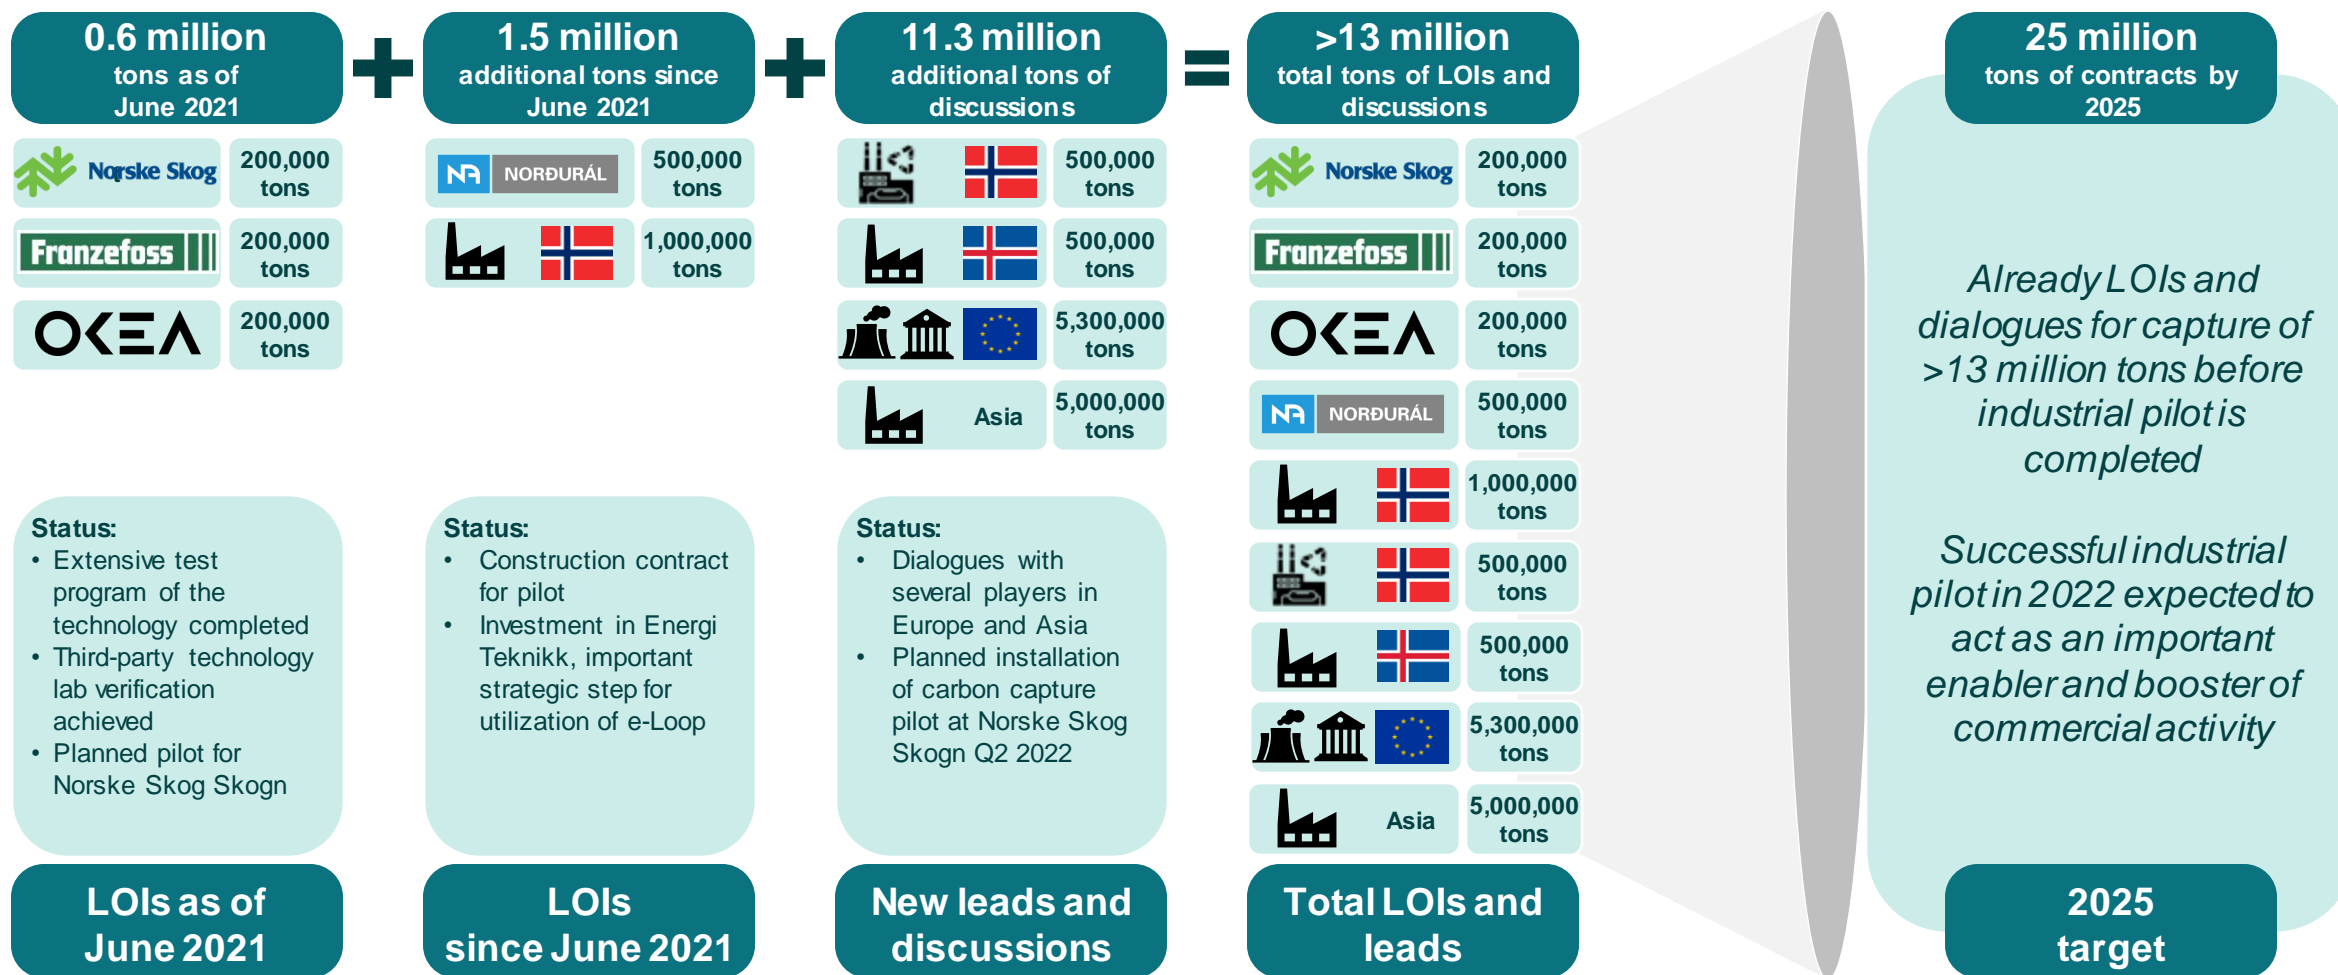 0.6 million
tons as of
June 2021
Norske Skog
200,000
tons
Franzefoss
200,000
tons
OKEA
200,000
tons
Status:
• Extensive test
program of the
technology completed
• Third-party technology
lab verification
achieved
• Planned pilot for
Norske Skog Skogn
LOIs as of
June 2021
+
1.5 million
additional tons since
June 2021
NA NORÐURÁL
500,000
tons
1,000,000
tons
Status:
• Construction contract
for pilot
• Investment in Energi
Teknikk, important
strategic step for
utilization of e-Loop
LOIs
since June 2021
+
11.3 million
additional tons of
discussions
500,000
tons
500,000
tons
5,300,000
tons
Asia
5,000,000
tons
Status:
• Dialogues with
several players in
Europe and Asia
• Planned installation
of carbon capture
pilot at Norske Skog
Skogn Q2 2022
New leads and
discussions
=
>13 million
total tons of LOIs and
discussions
Norske Skog
200,000
tons
Franzefoss
200,000
tons
OKEA
200,000
tons
NA NORÐURÁL
500,000
tons
1,000,000
tons
500,000
tons
500,000
tons
5,300,000
tons
Asia
5,000,000
tons
Total LOIs and
leads
25 million
tons of contracts by
2025
Already LOIs and
dialogues for capture of
>13 million tons before
industrial pilot is
completed
Successful industrial
pilot in 2022 expected to
act as an important
enabler and booster of
commercial activity
2025
target